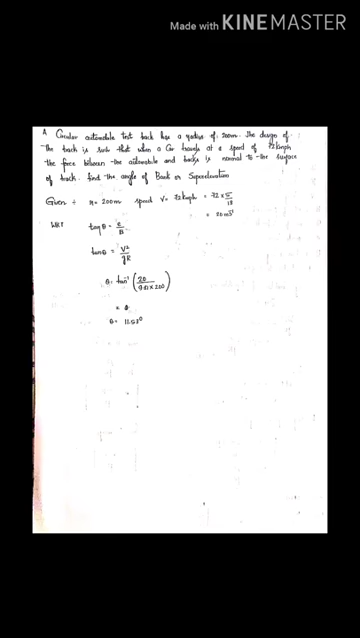 Made with KINEMASTER
A Circular automobile test track has a radius of 200m. The design of
the track is such that when a Car travels at a speed of 72kmph
the force between the automobile and track is normal to the surface
of track. find the angle of Bank or Superelevation
Given : r = 200m speed V = 72kmph = 72 × 5/18
= 20 ms⁻¹
WKT tanθ = e/B
tanθ = V²/gR
θ = tan⁻¹ (20/9.81×200)
=
θ = 11.53°